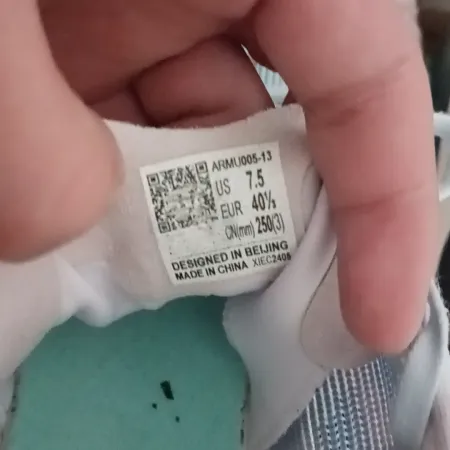 ARMU005-13
US 7.5
EUR 40⅔
CN(mm) 250(3)
DESIGNED IN BEIJING
MADE IN CHINA XIEC2408